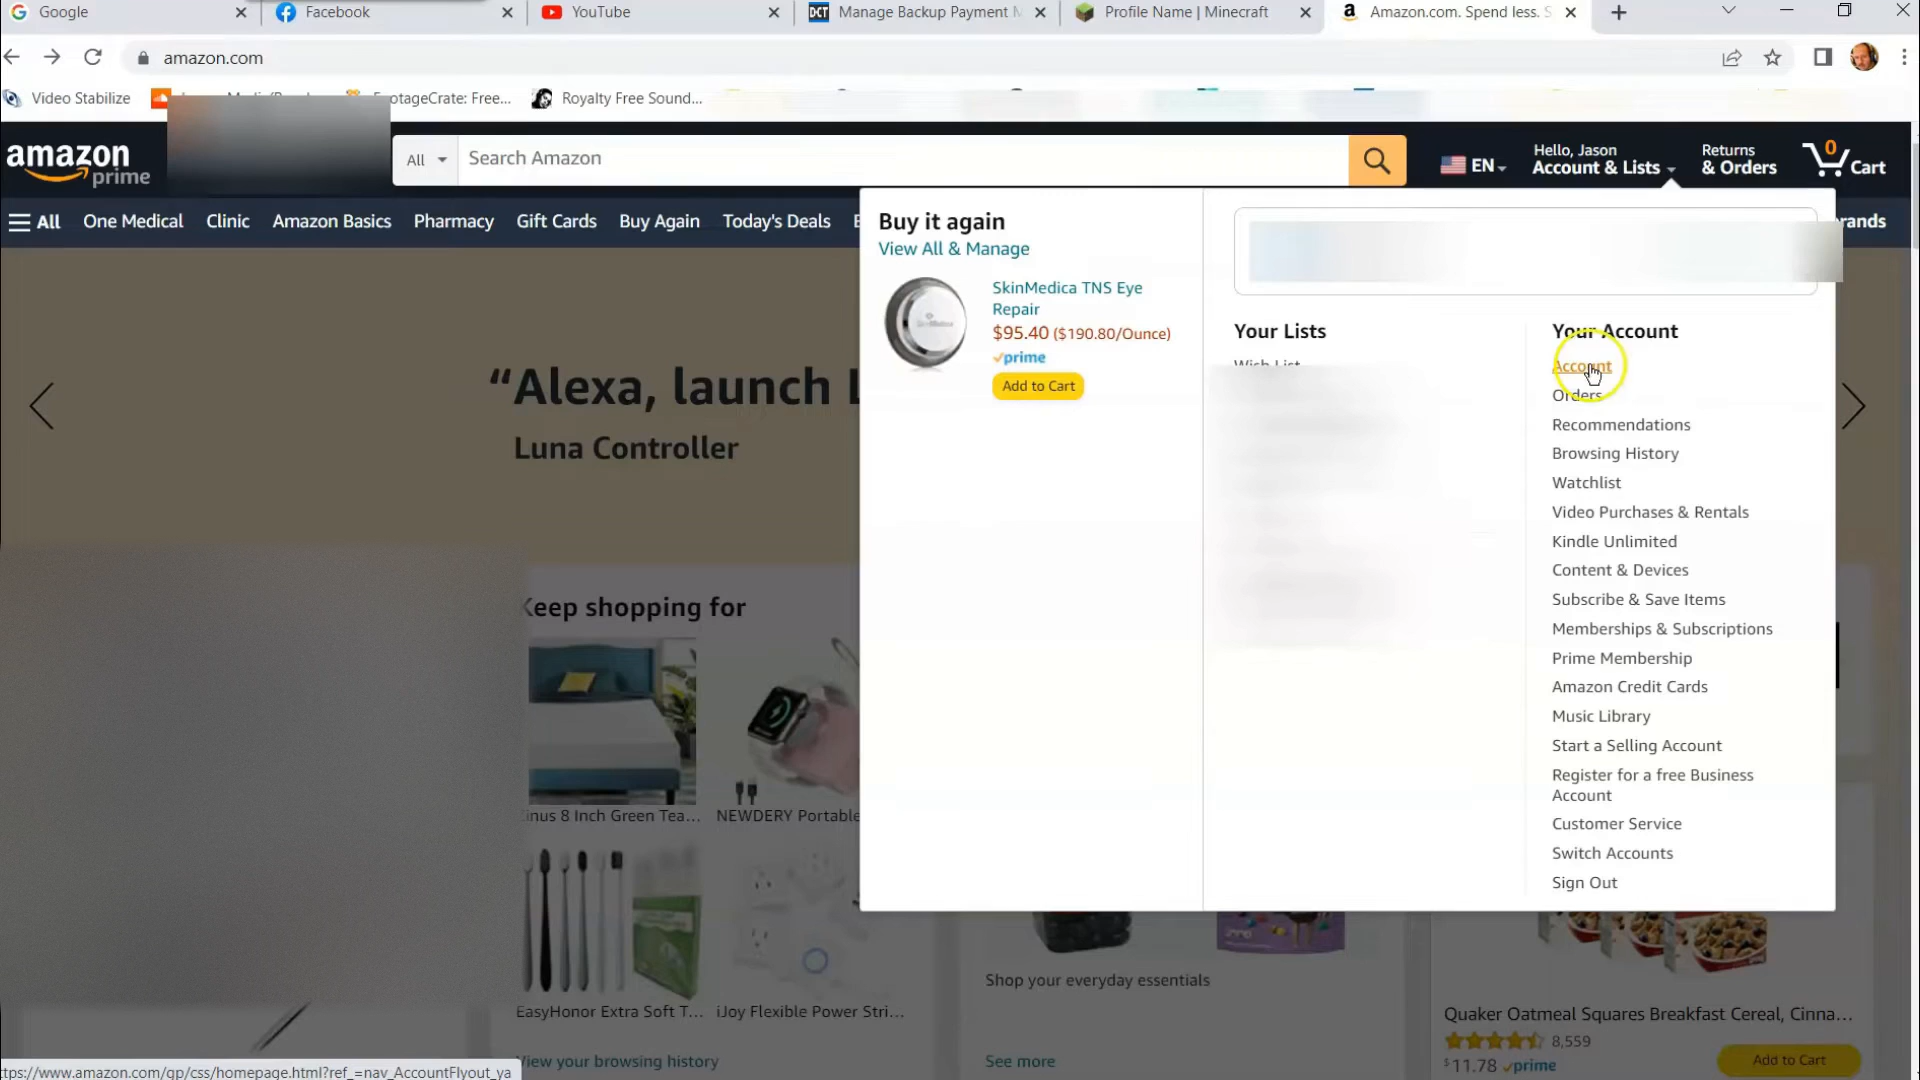 Google
Facebook
YouTube
Manage Backup Payment
Profile Name | Minecraft
Amazon.com. Spend less.
amazon.com
Video Stabilize
Free...
Royalty Free Sound...
amazon
prime
All
Search Amazon
EN
Hello, Jason
Account & Lists
Returns
& Orders
0
Cart
All
One Medical
Clinic
Amazon Basics
Pharmacy
Gift Cards
Buy Again
Today's Deals
Buy it again
View All & Manage
SkinMedica TNS Eye
Repair
$95.40 ($190.80/Ounce)
prime
Add to Cart
Your Lists
Wish List
Your Account
Account
Orders
Recommendations
Browsing History
Watchlist
Video Purchases & Rentals
Kindle Unlimited
Content & Devices
Subscribe & Save Items
Memberships & Subscriptions
Prime Membership
Amazon Credit Cards
Music Library
Start a Selling Account
Register for a free Business
Account
Customer Service
Switch Accounts
Sign Out
“Alexa, launch L
Luna Controller
Keep shopping for
inus 8 Inch Green Tea...
NEWDERY Portable
EasyHonor Extra Soft T...
iJoy Flexible Power Stri...
View your browsing history
Shop your everyday essentials
See more
Quaker Oatmeal Squares Breakfast Cereal, Cinna...
8,559
$11.78 prime
Add to Cart
ttps://www.amazon.com/gp/css/homepage.html?ref_=nav_AccountFlyout_ya